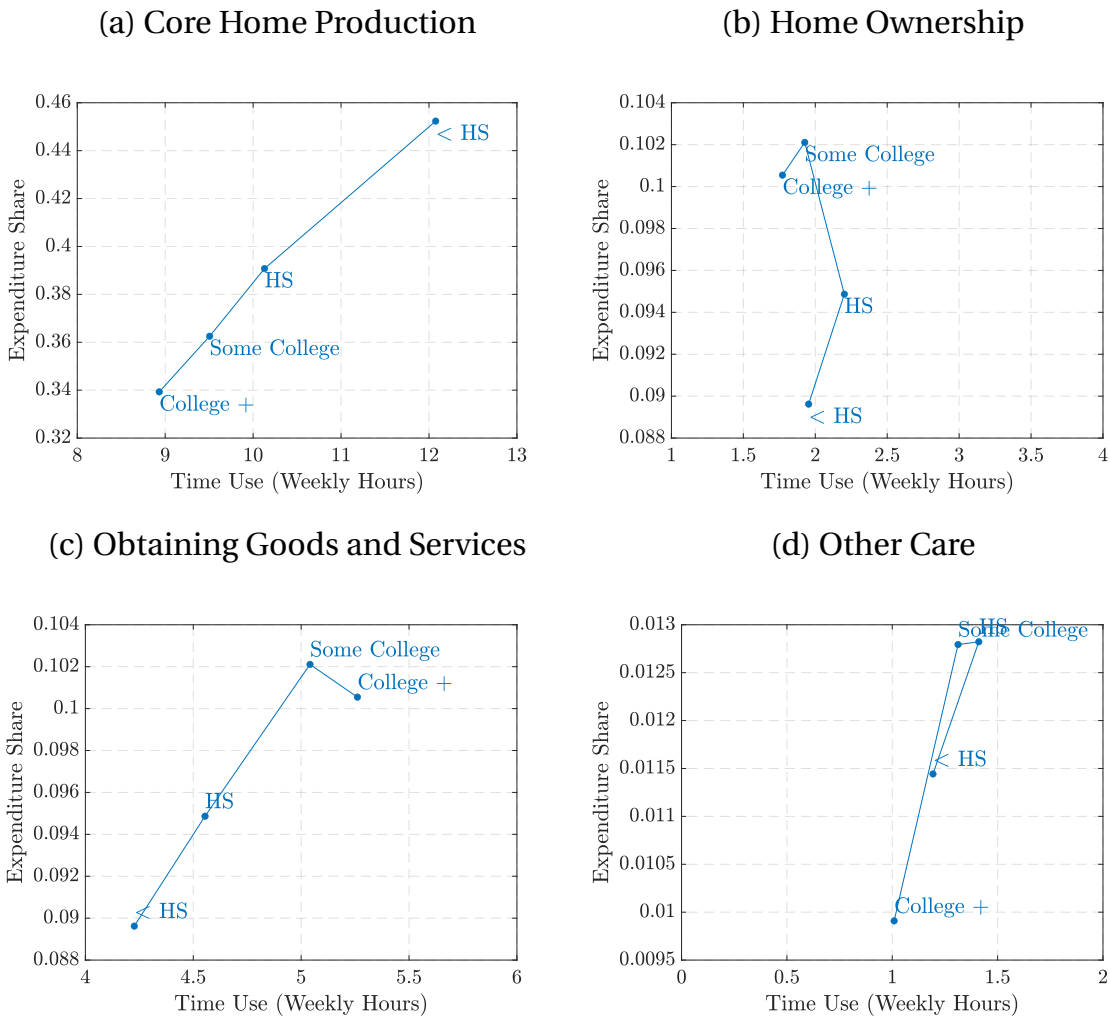 (a) Core Home Production
0.46
0.44
0.42
0.4
0.38
0.36
0.34
0.32
Expenditure Share
< HS
HS
Some College
College +
8 9 10 11 12 13
Time Use (Weekly Hours)
(b) Home Ownership
0.104
0.102
0.1
0.098
0.096
0.094
0.092
0.09
0.088
Expenditure Share
Some College
College +
HS
< HS
1 1.5 2 2.5 3 3.5 4
Time Use (Weekly Hours)
(c) Obtaining Goods and Services
0.104
0.102
0.1
0.098
0.096
0.094
0.092
0.09
0.088
Expenditure Share
Some College
College +
HS
< HS
4 4.5 5 5.5 6
Time Use (Weekly Hours)
(d) Other Care
0.013
0.0125
0.012
0.0115
0.011
0.0105
0.01
0.0095
Expenditure Share
HS
Some College
< HS
College +
0 0.5 1 1.5 2
Time Use (Weekly Hours)